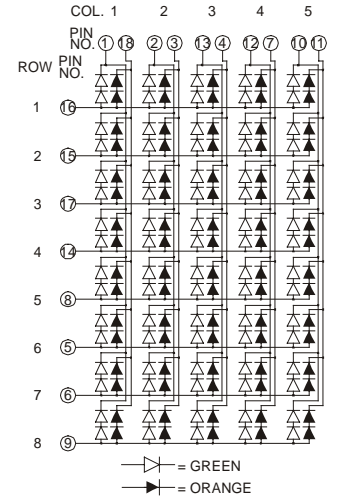 COL. 1 2 3 4 5
PIN NO. 1 18 2 3 13 4 12 7 10 11
ROW PIN NO.
1 16
2 15
3 17
4 14
5 8
6 5
7 6
8 9
= GREEN
= ORANGE